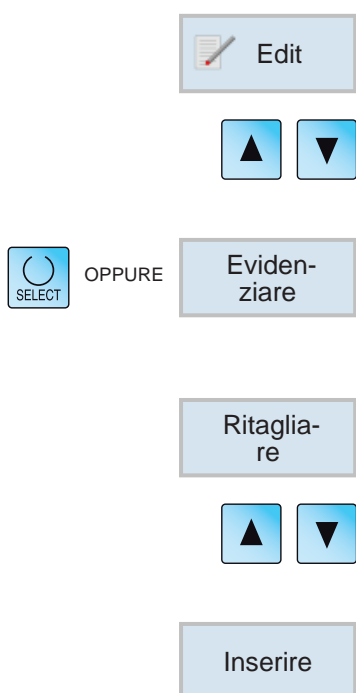 Edit
SELECT OPPURE Eviden-
ziare
Ritaglia-
re
Inserire